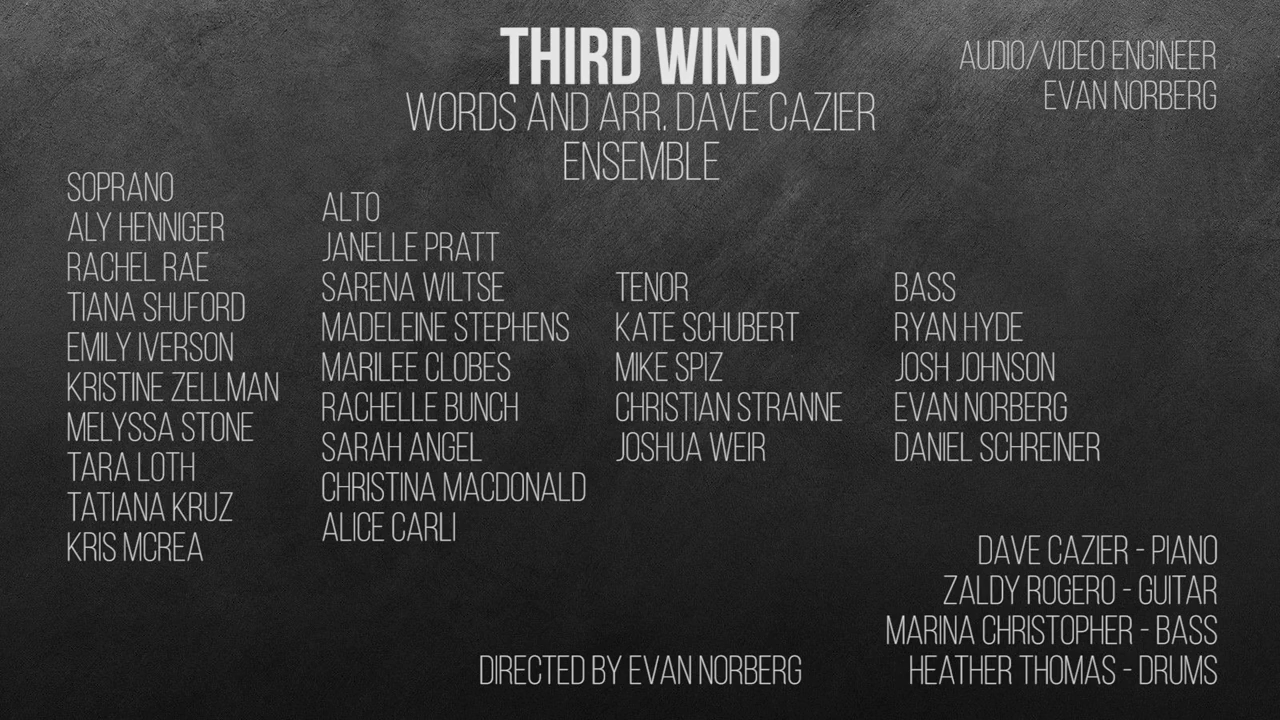 THIRD WIND
WORDS AND ARR. DAVE CAZIER
ENSEMBLE
AUDIO/VIDEO ENGINEER
EVAN NORBERG
SOPRANO
ALY HENNIGER
RACHEL RAE
TIANA SHUFORD
EMILY IVERSON
KRISTINE ZELLMAN
MELYSSA STONE
TARA LOTH
TATIANA KRUZ
KRIS MCREA
ALTO
JANELLE PRATT
SARENA WILTSE
MADELEINE STEPHENS
MARILEE CLOBES
RACHELLE BUNCH
SARAH ANGEL
CHRISTINA MACDONALD
ALICE CARLI
TENOR
KATE SCHUBERT
MIKE SPIZ
CHRISTIAN STRANNE
JOSHUA WEIR
BASS
RYAN HYDE
JOSH JOHNSON
EVAN NORBERG
DANIEL SCHREINER
DAVE CAZIER - PIANO
ZALDY ROGERO - GUITAR
MARINA CHRISTOPHER - BASS
HEATHER THOMAS - DRUMS
DIRECTED BY EVAN NORBERG